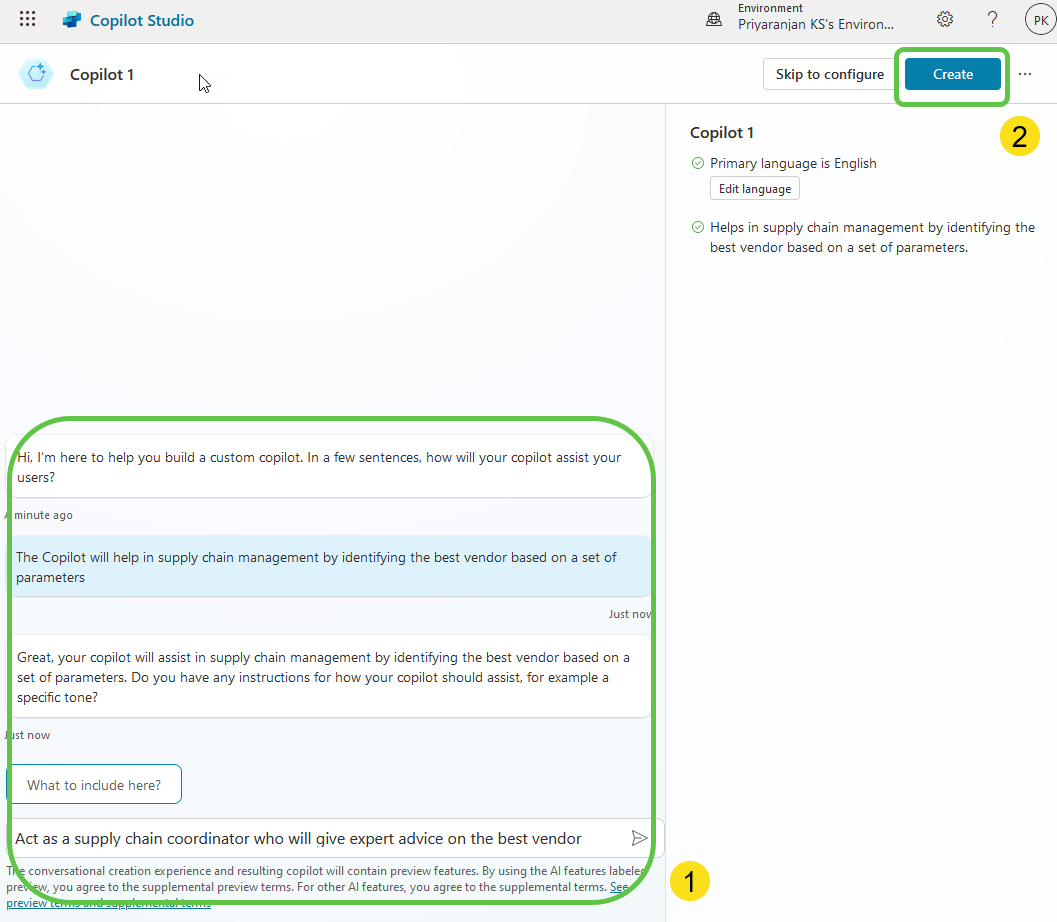 Copilot Studio
Environment
Priyaranjan KS's Environ...
?
PK
Copilot 1
Skip to configure
Create
...
2
Copilot 1
Primary language is English
Edit language
Helps in supply chain management by identifying the
best vendor based on a set of parameters.
Hi, I'm here to help you build a custom copilot. In a few sentences, how will your copilot assist your
users?
A minute ago
The Copilot will help in supply chain management by identifying the best vendor based on a set of
parameters
Just now
Great, your copilot will assist in supply chain management by identifying the best vendor based on a
set of parameters. Do you have any instructions for how your copilot should assist, for example a
specific tone?
Just now
What to include here?
Act as a supply chain coordinator who will give expert advice on the best vendor
The conversational creation experience and resulting copilot will contain preview features. By using the AI features labeled
preview, you agree to the supplemental preview terms. For other AI features, you agree to the supplemental terms. See
preview terms and supplemental terms
1